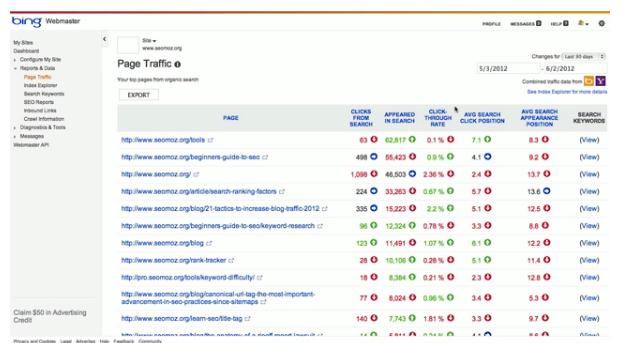 bing Webmaster
PROFILE MESSAGES 0 HELP
My Sites
Dashboard
Configure My Site
Reports & Data
Page Traffic
Index Explorer
Search Keywords
SEO Reports
Inbound Links
Crawl Information
Diagnostics & Tools
Messages
Webmaster API
Site
www.seomoz.org
Page Traffic
Your top pages from organic search
EXPORT
Changes for Last 30 days
5/3/2012 - 6/2/2012
Combined traffic data from
See Index Explorer for more details
PAGE CLICKS FROM SEARCH APPEARED IN SEARCH CLICK-THROUGH RATE AVG SEARCH CLICK POSITION AVG SEARCH APPEARANCE POSITION SEARCH KEYWORDS
http://www.seomoz.org/tools 63 62,817 0.1 % 7.1 8.3 (View)
http://www.seomoz.org/beginners-guide-to-seo 498 55,423 0.9 % 4.1 9.2 (View)
http://www.seomoz.org/ 1,098 46,503 2.36 % 2.4 13.7 (View)
http://www.seomoz.org/article/search-ranking-factors 224 33,263 0.67 % 5.7 13.6 (View)
http://www.seomoz.org/blog/21-tactics-to-increase-blog-traffic-2012 335 15,223 2.2 % 5.1 12.5 (View)
http://www.seomoz.org/beginners-guide-to-seo/keyword-research 96 12,324 0.78 % 3.3 8.8 (View)
http://www.seomoz.org/blog 123 11,491 1.07 % 6.1 12.2 (View)
http://www.seomoz.org/rank-tracker 28 10,106 0.28 % 5.1 11.4 (View)
http://pro.seomoz.org/tools/keyword-difficulty/ 18 8,384 0.21 % 2.3 12.8 (View)
http://www.seomoz.org/blog/canonical-url-tag-the-most-important-
advancement-in-seo-practices-since-sitemaps 77 8,024 0.96 % 3.4 5.3 (View)
http://www.seomoz.org/learn-seo/title-tag 140 7,743 1.81 % 3.3 9.7 (View)
Claim $50 in Advertising
Credit
Privacy and Cookies Legal Advertise Help Feedback Community